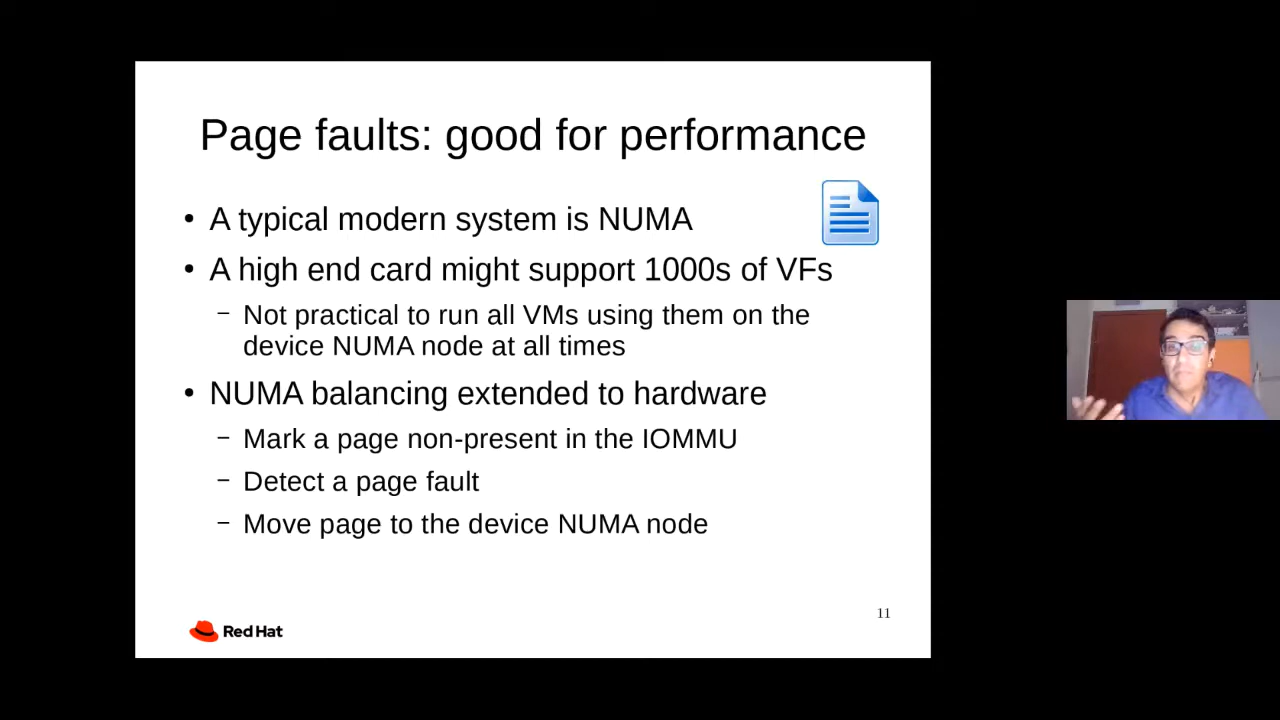 Page faults: good for performance
• A typical modern system is NUMA
• A high end card might support 1000s of VFs
– Not practical to run all VMs using them on the
device NUMA node at all times
• NUMA balancing extended to hardware
– Mark a page non-present in the IOMMU
– Detect a page fault
– Move page to the device NUMA node
11
Red Hat